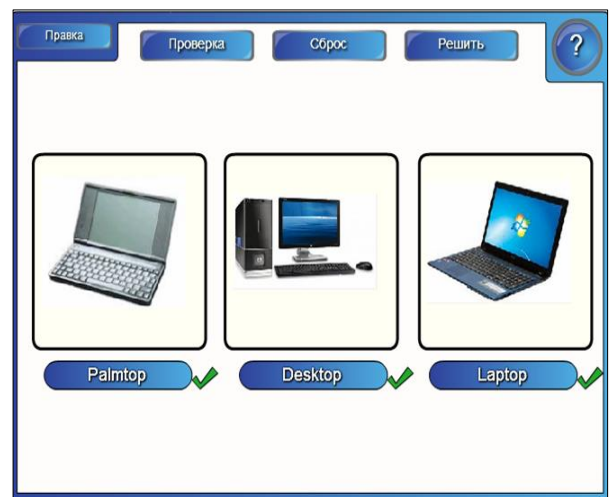 Правка
Проверка
Сброс
Решить
?
Palmtop
Desktop
Laptop